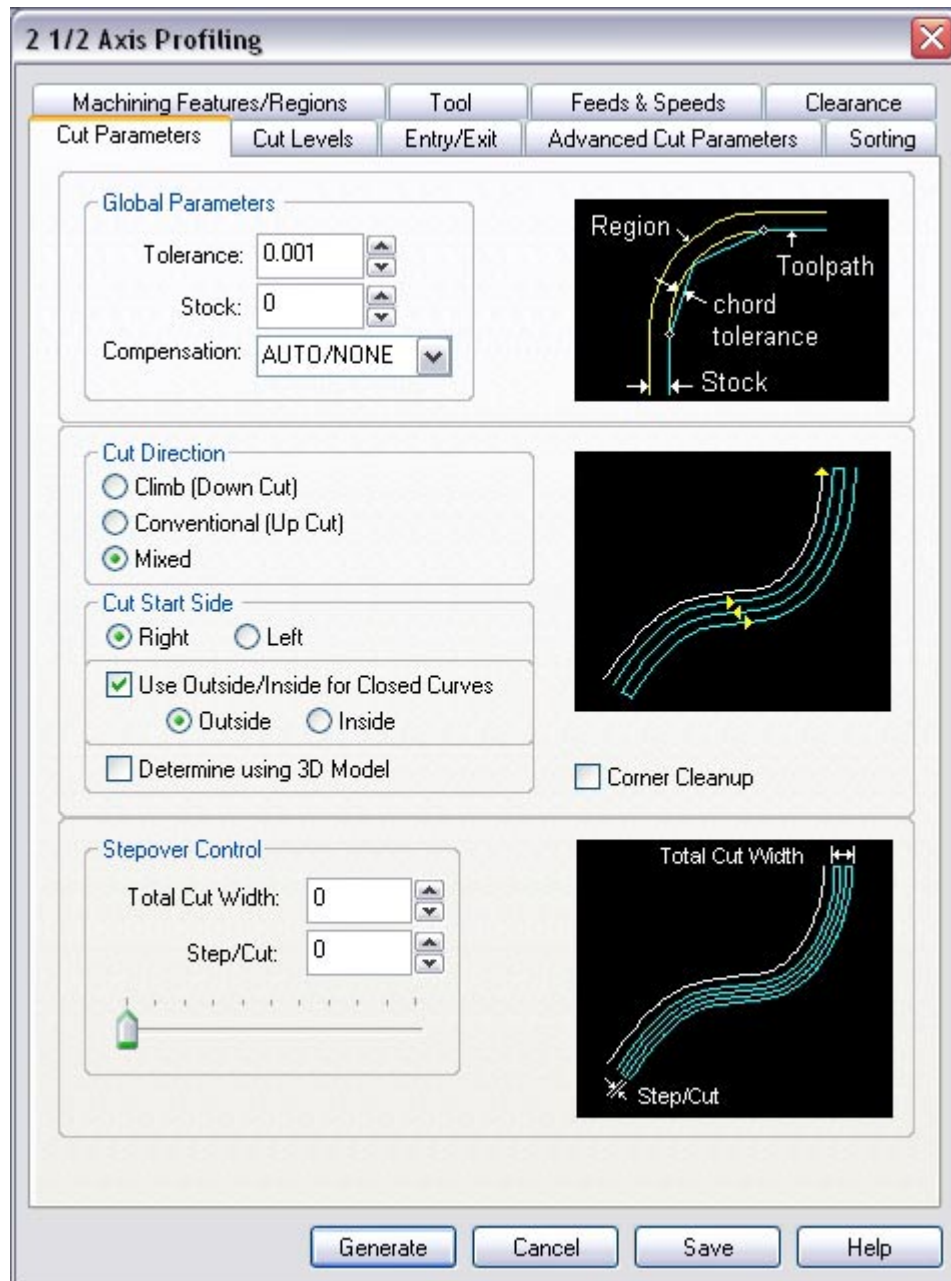 2 1/2 Axis Profiling
Machining Features/Regions Tool Feeds & Speeds Clearance
Cut Parameters Cut Levels Entry/Exit Advanced Cut Parameters Sorting
Global Parameters
Tolerance: 0.001
Stock: 0
Compensation: AUTO/NONE
Region
Toolpath
chord
tolerance
Stock
Cut Direction
Climb (Down Cut)
Conventional (Up Cut)
Mixed
Cut Start Side
Right Left
Use Outside/Inside for Closed Curves
Outside Inside
Determine using 3D Model
Corner Cleanup
Stepover Control
Total Cut Width: 0
Step/Cut: 0
Total Cut Width
Step/Cut
Generate Cancel Save Help